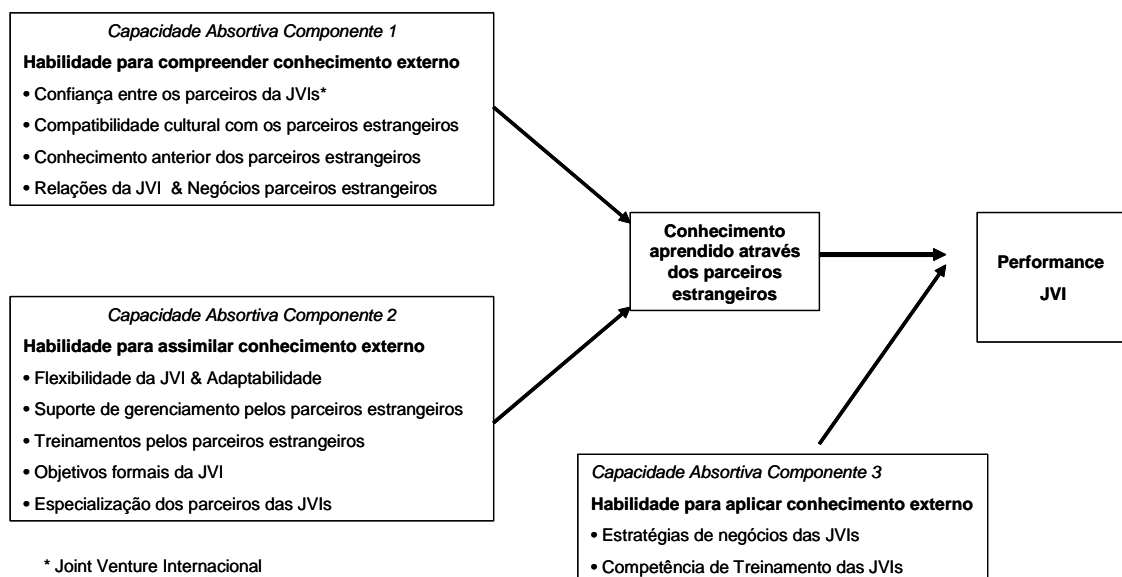 Capacidade Absortiva Componente 1
Habilidade para compreender conhecimento externo
• Confiança entre os parceiros da JVIs*
• Compatibilidade cultural com os parceiros estrangeiros
• Conhecimento anterior dos parceiros estrangeiros
• Relações da JVI & Negócios parceiros estrangeiros
Conhecimento
aprendido através
dos parceiros
estrangeiros
Performance
JVI
Capacidade Absortiva Componente 2
Habilidade para assimilar conhecimento externo
• Flexibilidade da JVI & Adaptabilidade
• Suporte de gerenciamento pelos parceiros estrangeiros
• Treinamentos pelos parceiros estrangeiros
• Objetivos formais da JVI
• Especialização dos parceiros das JVIs
Capacidade Absortiva Componente 3
Habilidade para aplicar conhecimento externo
• Estratégias de negócios das JVIs
• Competência de Treinamento das JVIs
* Joint Venture Internacional